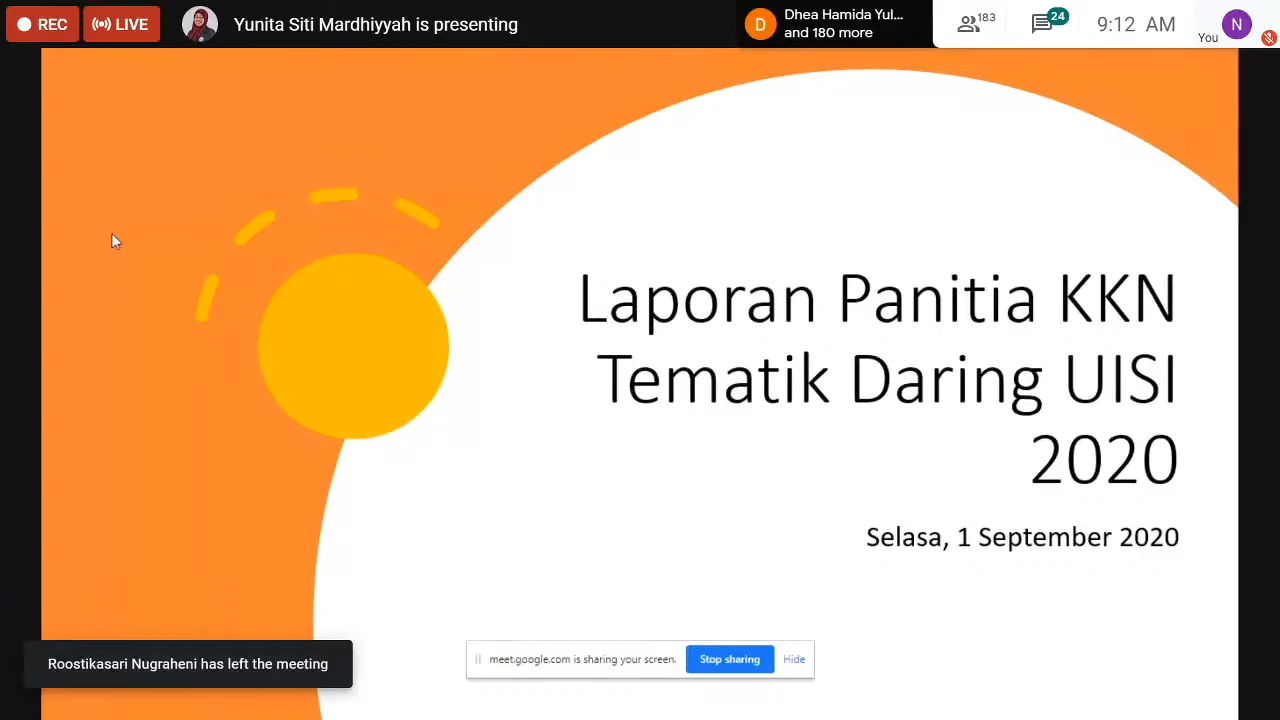 REC
LIVE
Yunita Siti Mardhiyyah is presenting
D
Dhea Hamida Yul...
and 180 more
183
24
9:12 AM
You
N
Laporan Panitia KKN
Tematik Daring UISI
2020
Selasa, 1 September 2020
Roostikasari Nugraheni has left the meeting
meet.google.com is sharing your screen.
Stop sharing
Hide